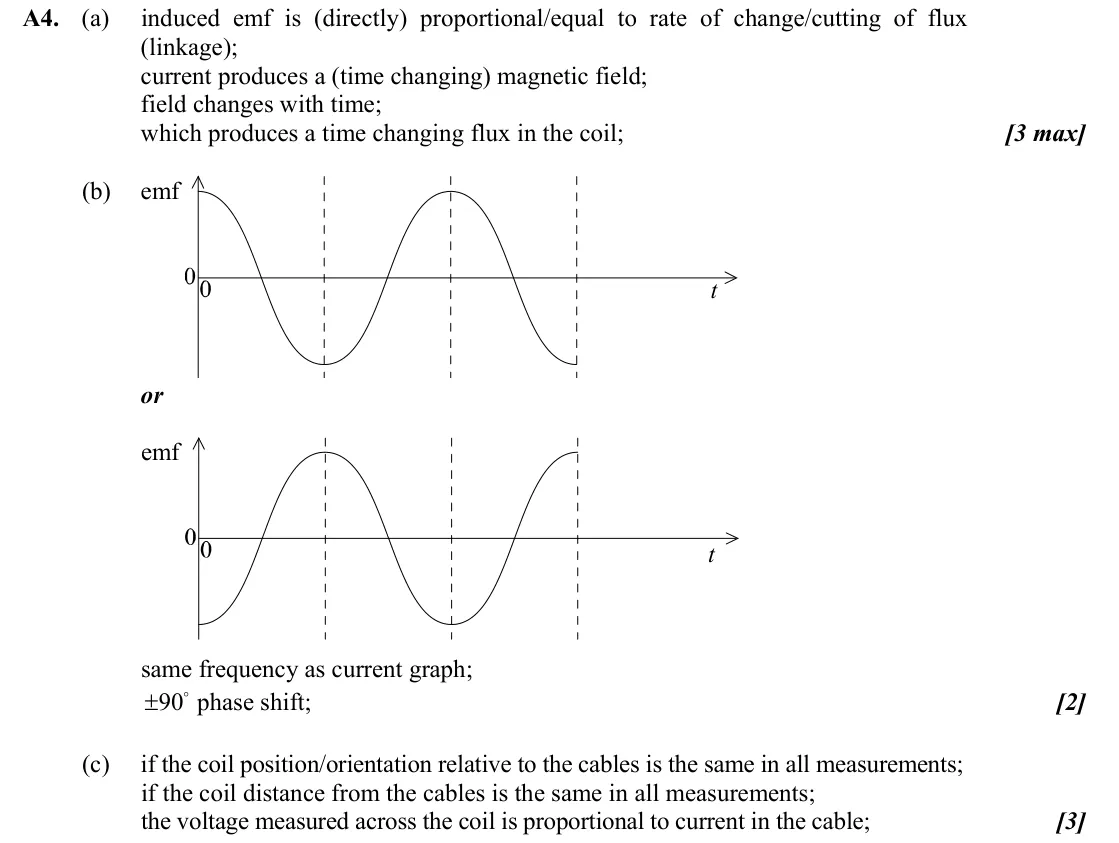 A4. (a) induced emf is (directly) proportional/equal to rate of change/cutting of flux
(linkage);
current produces a (time changing) magnetic field;
field changes with time;
which produces a time changing flux in the coil; [3 max]
(b) emf
0
0
t
or
emf
0
0
t
same frequency as current graph;
±90° phase shift; [2]
(c) if the coil position/orientation relative to the cables is the same in all measurements;
if the coil distance from the cables is the same in all measurements;
the voltage measured across the coil is proportional to current in the cable; [3]